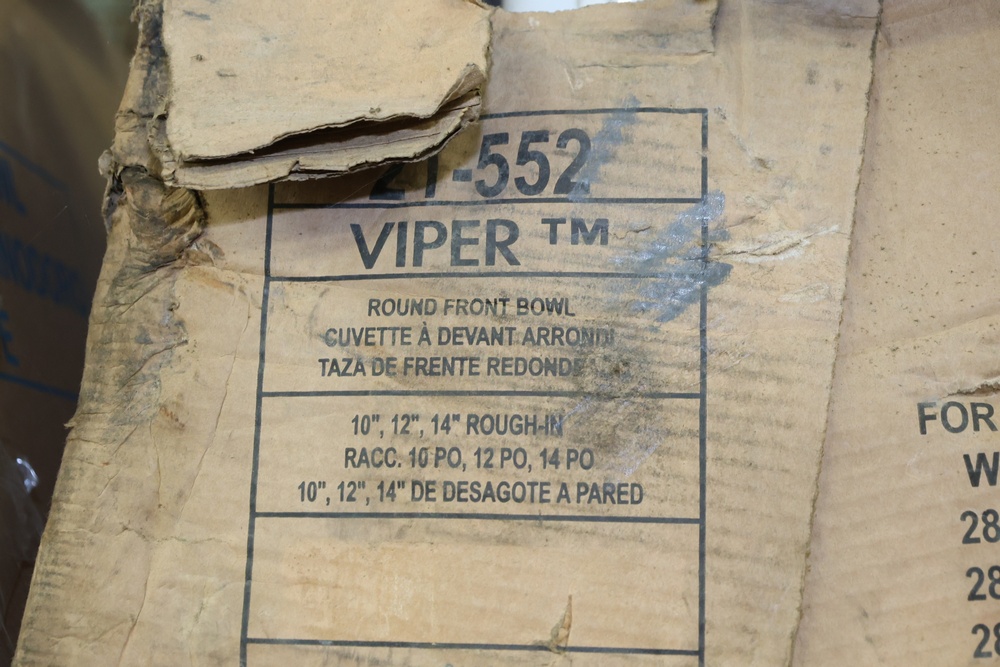 21-552
VIPER ™
ROUND FRONT BOWL
CUVETTE À DEVANT ARRONDI
TAZA DE FRENTE REDONDO
10", 12", 14" ROUGH-IN
RACC. 10 PO, 12 PO, 14 PO
10", 12", 14" DE DESAGOTE A PARED
FOR
W
28
28
28